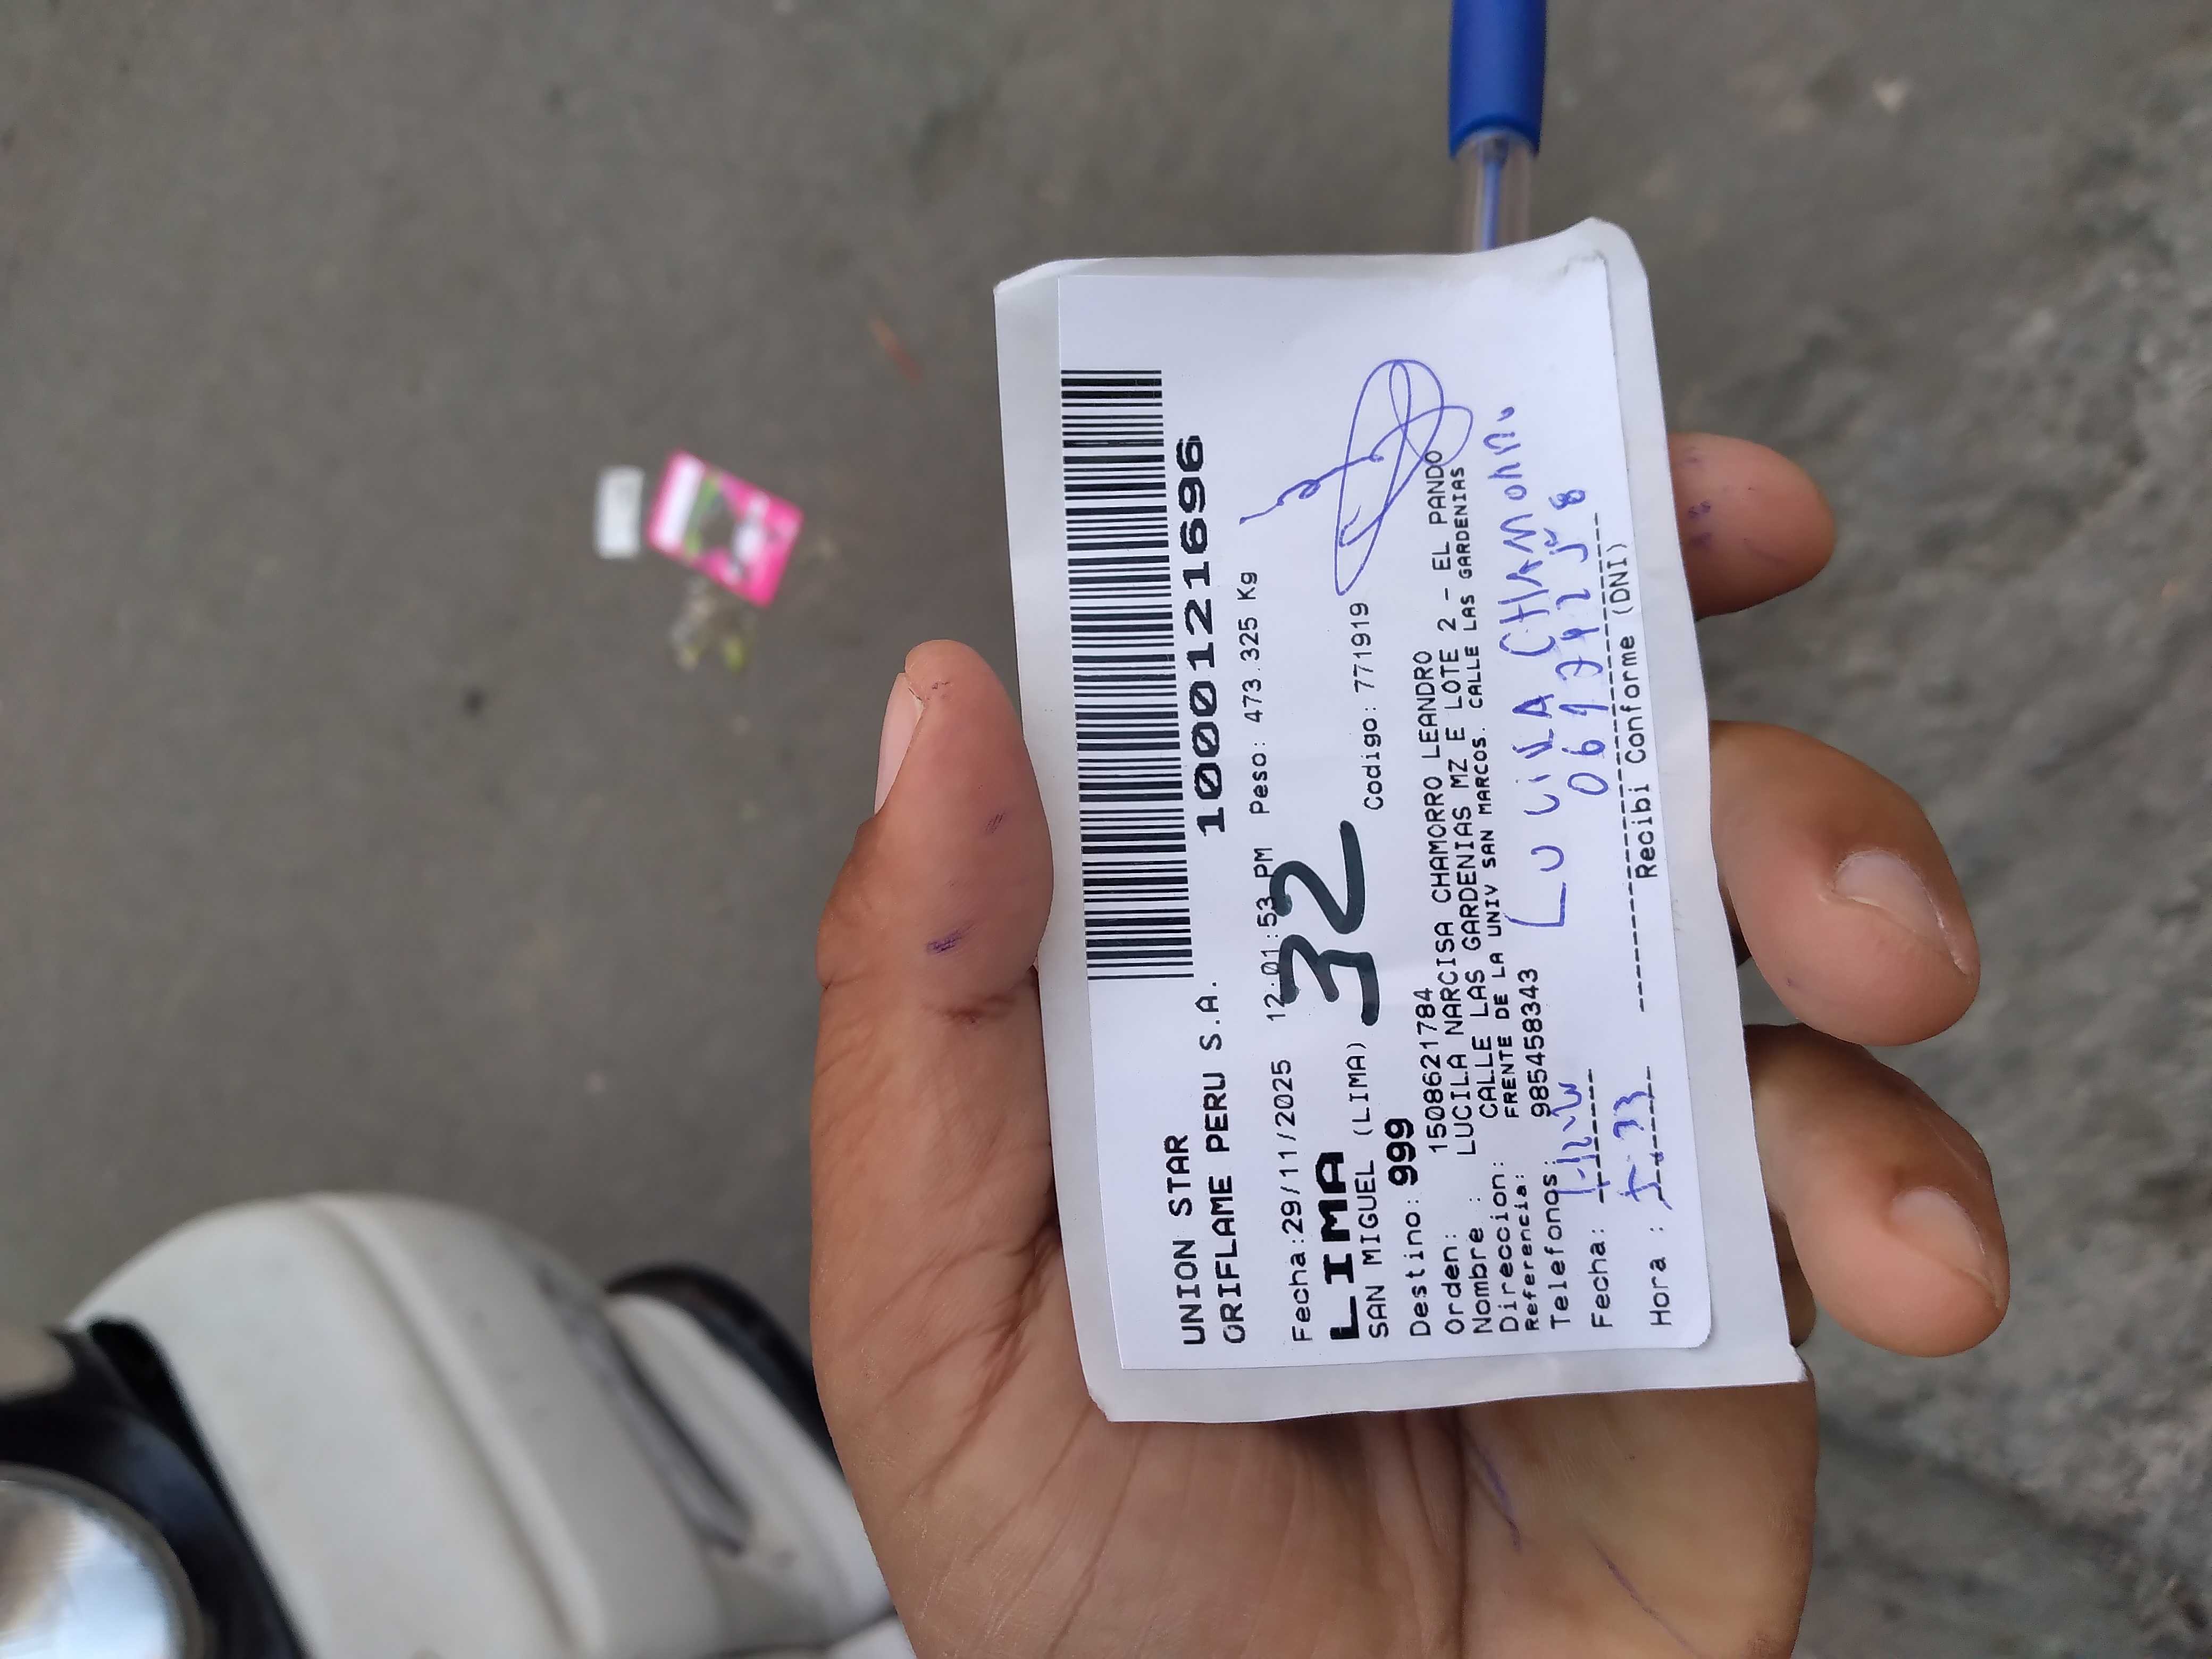 UNION STAR
ORIFLAME PERU S.A.
1000121696
Fecha:29/11/2025 12:01:53 PM Peso: 473.325 Kg
LIMA
32
SAN MIGUEL (LIMA)
Codigo: 771919
Destino: 999
Orden: 1508621784
Nombre : LUCILA NARCISA CHAMORRO LEANDRO
Direccion: CALLE LAS GARDENIAS MZ E LOTE 2 - EL PANDO
Referencia: FRENTE DE LA UNIV SAN MARCOS. CALLE LAS GARDENIAS
Telefonos: 985458343
LUCILA CHAMORRO
Fecha:
Hora :
Recibi Conforme (DNI)